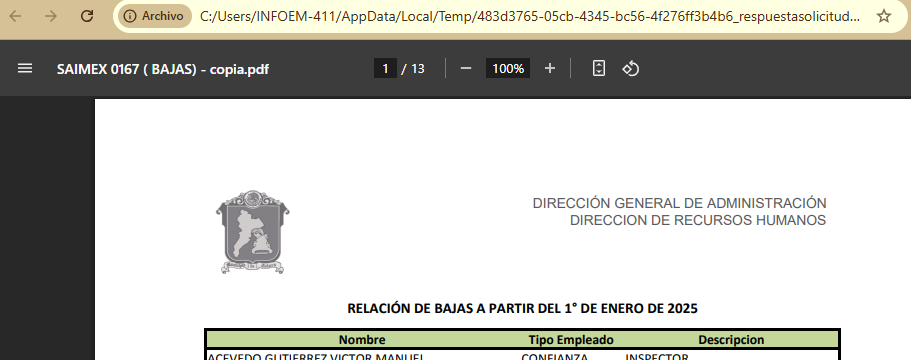 Archivo C:/Users/INFOEM-411/AppData/Local/Temp/483d3765-05cb-4345-bc56-4f276ff3b4b6_respuestasolicitud...
SAIMEX 0167 ( BAJAS) - copia.pdf 1 / 13 100%
DIRECCIÓN GENERAL DE ADMINISTRACIÓN
DIRECCION DE RECURSOS HUMANOS
RELACIÓN DE BAJAS A PARTIR DEL 1° DE ENERO DE 2025
Nombre Tipo Empleado Descripcion
ACEVEDO GUTIERREZ VICTOR MANUEL CONFIANZA INSPECTOR